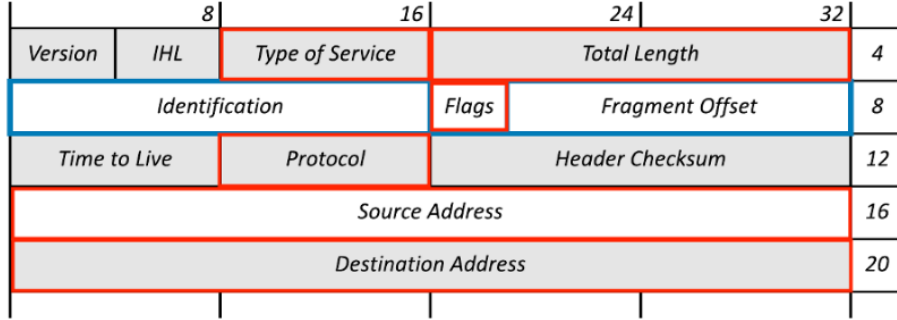 8 16 24 32
Version IHL Type of Service Total Length 4
Identification Flags Fragment Offset 8
Time to Live Protocol Header Checksum 12
Source Address 16
Destination Address 20